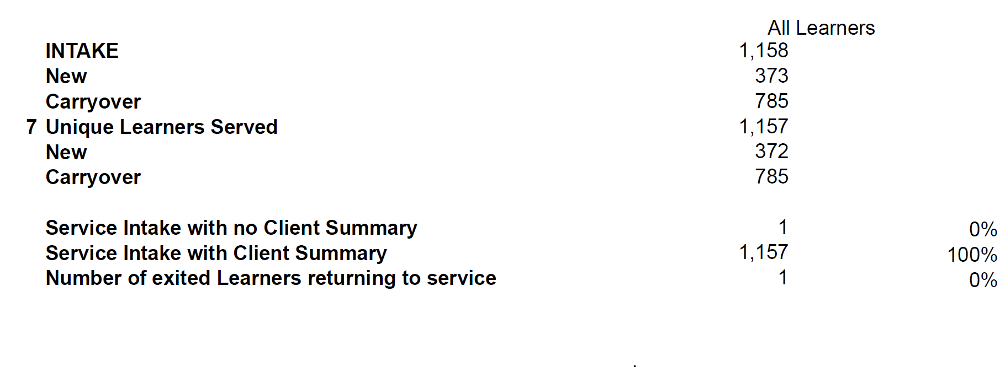 All Learners
INTAKE 1,158
New 373
Carryover 785
7 Unique Learners Served 1,157
New 372
Carryover 785
Service Intake with no Client Summary 1 0%
Service Intake with Client Summary 1,157 100%
Number of exited Learners returning to service 1 0%